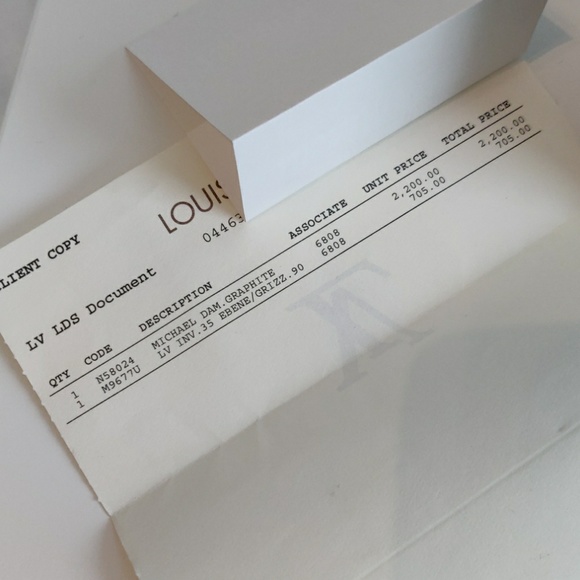 CLIENT COPY
LOUIS
04463
LV LDS Document
QTY CODE DESCRIPTION ASSOCIATE UNIT PRICE TOTAL PRICE
1 N58024 MICHAEL DAM.GRAPHITE 6808 2,200.00 2,200.00
1 M9677U LV INV.35 EBENE/GRIZZ.90 6808 705.00 705.00